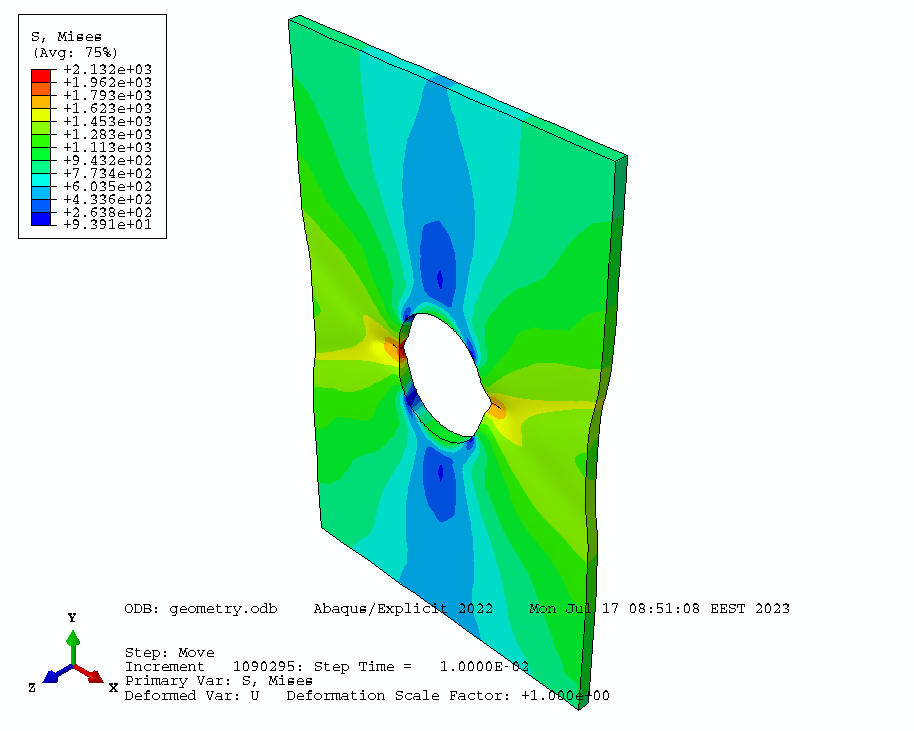 S, Mises
(Avg: 75%)
+2.132e+03
+1.962e+03
+1.793e+03
+1.623e+03
+1.453e+03
+1.283e+03
+1.113e+03
+9.432e+02
+7.734e+02
+6.035e+02
+4.336e+02
+2.638e+02
+9.391e+01
ODB: geometry.odb Abaqus/Explicit 2022 Mon Jul 17 08:51:08 EEST 2023
Y
Z
X
Step: Move
Increment 1090295: Step Time = 1.0000E-02
Primary Var: S, Mises
Deformed Var: U Deformation Scale Factor: +1.000e+00